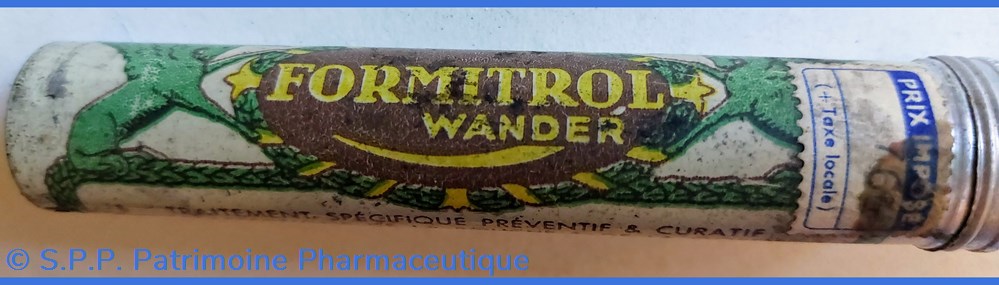 FORMITROL
WANDER
TRAITEMENT SPÉCIFIQUE PRÉVENTIF & CURATIF
PRIX IMPOSÉ
(+ Taxe locale)
© S.P.P. Patrimoine Pharmaceutique